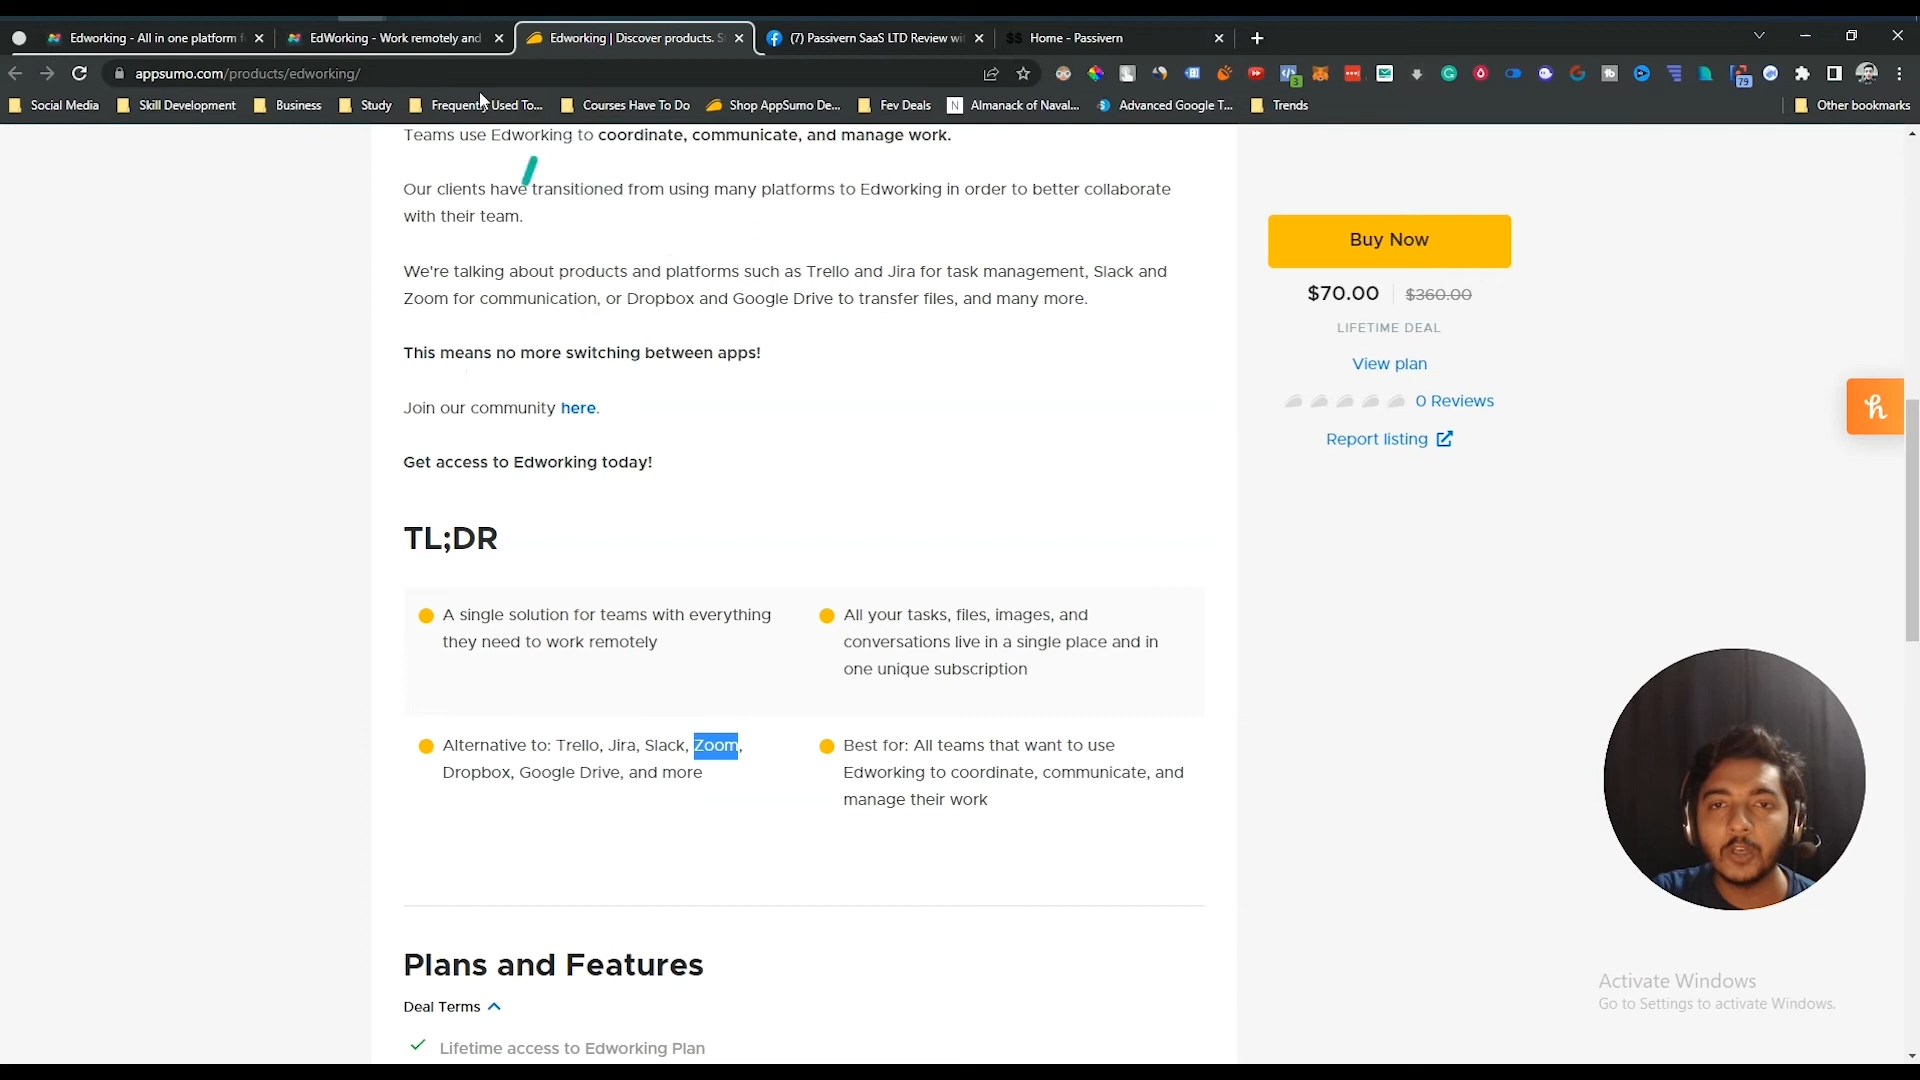 Edworking - All in one platform f
EdWorking - Work remotely and
Edworking | Discover products. S
(7) Passivern SaaS LTD Review wi
SS Home - Passivern
appsumo.com/products/edworking/
3
79
Social Media
Skill Development
Business
Study
Frequently Used To...
Courses Have To Do
Shop AppSumo De...
Fev Deals
N Almanack of Naval...
Advanced Google T...
Trends
Other bookmarks
Teams use Edworking to coordinate, communicate, and manage work.
Our clients have transitioned from using many platforms to Edworking in order to better collaborate
with their team.
We're talking about products and platforms such as Trello and Jira for task management, Slack and
Zoom for communication, or Dropbox and Google Drive to transfer files, and many more.
This means no more switching between apps!
Join our community here.
Get access to Edworking today!
TL;DR
A single solution for teams with everything
they need to work remotely
All your tasks, files, images, and
conversations live in a single place and in
one unique subscription
Alternative to: Trello, Jira, Slack, Zoom,
Dropbox, Google Drive, and more
Best for: All teams that want to use
Edworking to coordinate, communicate, and
manage their work
Plans and Features
Deal Terms
Lifetime access to Edworking Plan
Buy Now
$70.00 $360.00
LIFETIME DEAL
View plan
0 Reviews
Report listing
h
Activate Windows
Go to Settings to activate Windows.